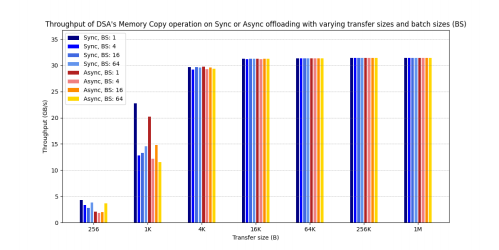 Throughput of DSA's Memory Copy operation on Sync or Async offloading with varying transfer sizes and batch sizes (BS)
Sync, BS: 1
Sync, BS: 4
Sync, BS: 16
Sync, BS: 64
Async, BS: 1
Async, BS: 4
Async, BS: 16
Async, BS: 64
Throughput (GB/s)
35
30
25
20
15
10
5
0
256
1K
4K
16K
64K
256K
1M
Transfer size (B)